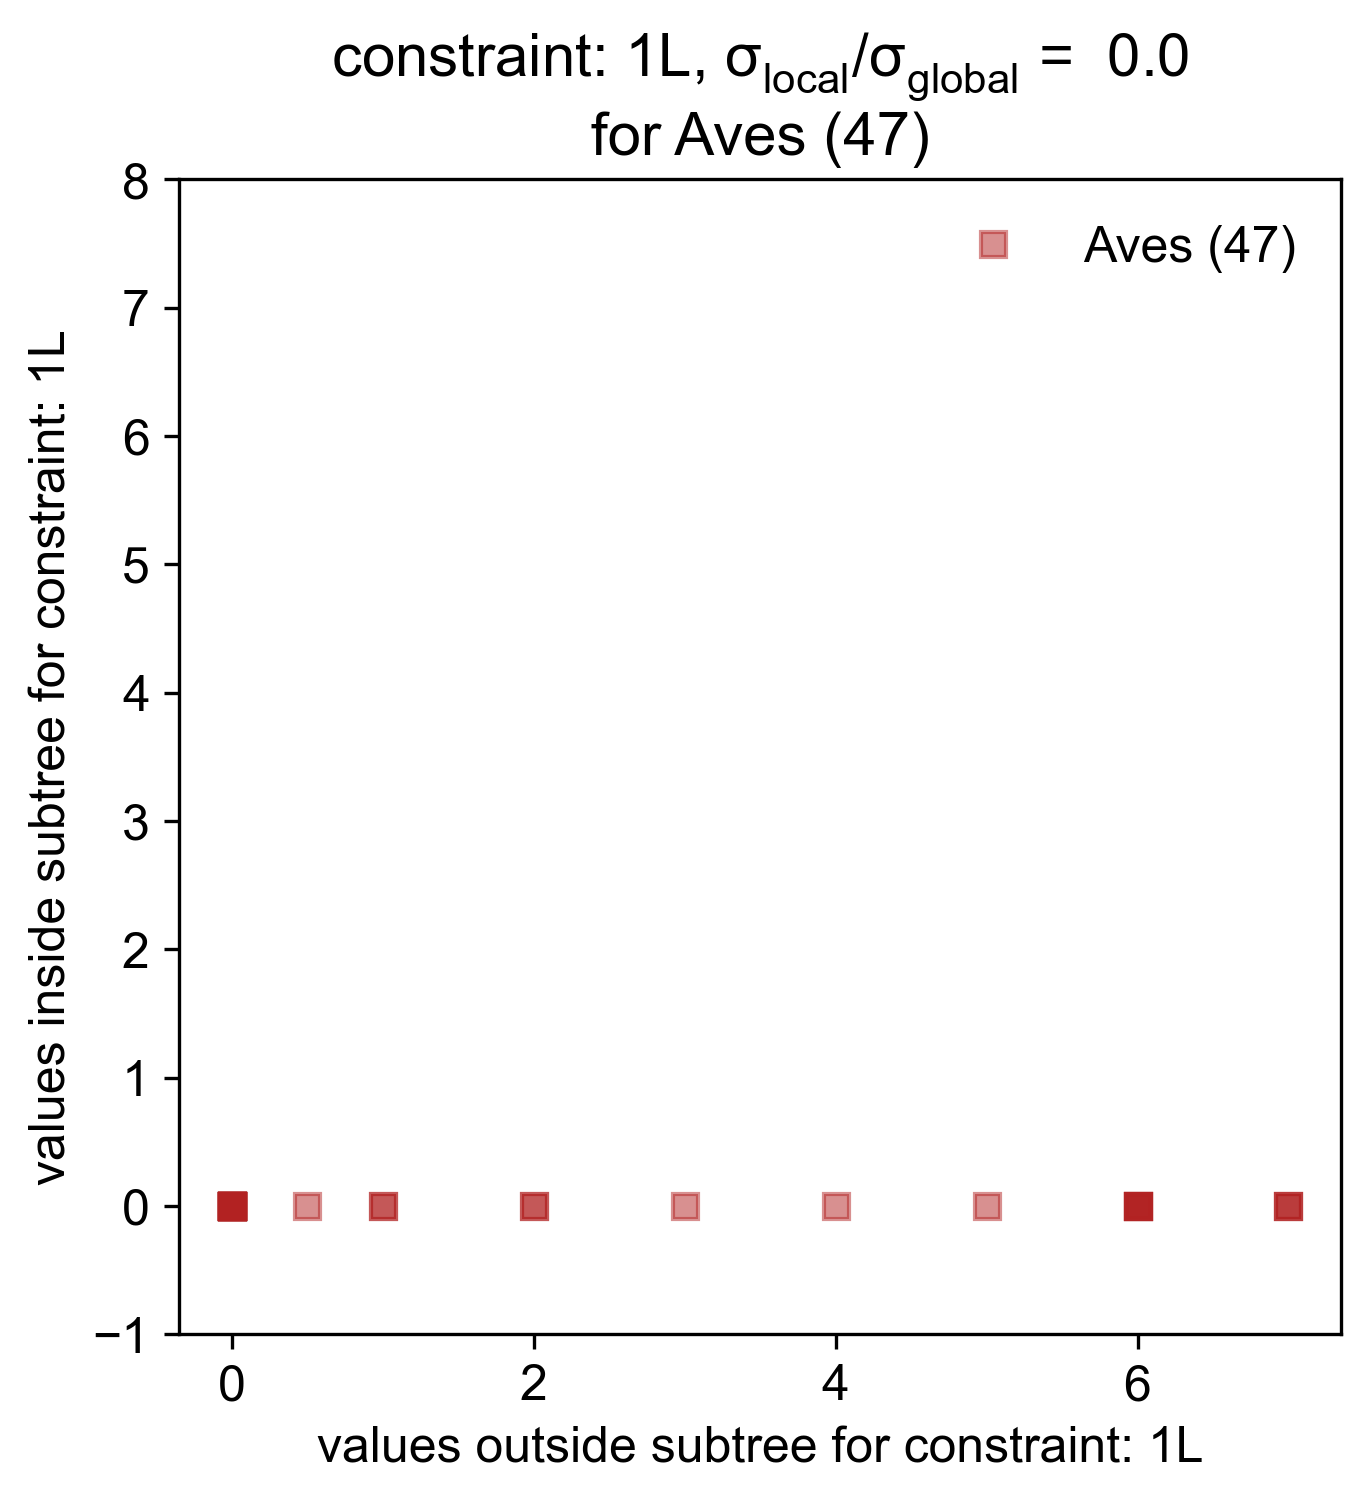 constraint: 1L, σlocal/σglobal = 0.0
for Aves (47)
Aves (47)
8
7
6
5
4
3
2
1
0
−1
values inside subtree for constraint: 1L
0 2 4 6
values outside subtree for constraint: 1L